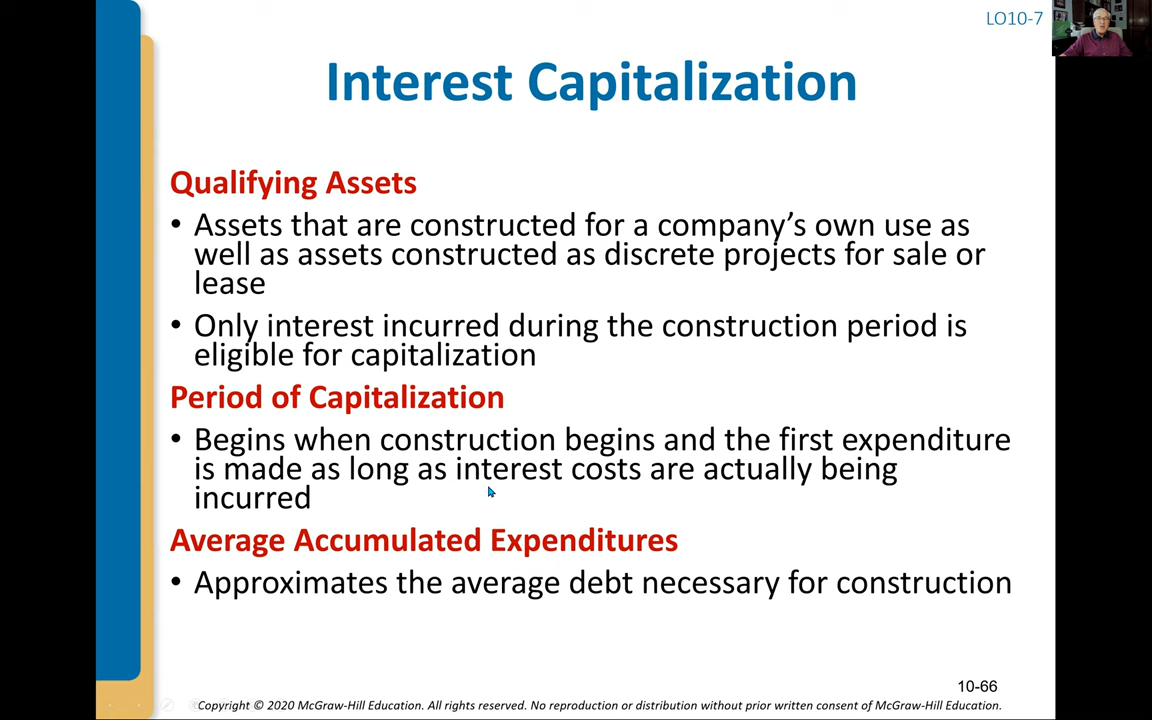 LO10-7
Interest Capitalization
Qualifying Assets
• Assets that are constructed for a company’s own use as
well as assets constructed as discrete projects for sale or
lease
• Only interest incurred during the construction period is
eligible for capitalization
Period of Capitalization
• Begins when construction begins and the first expenditure
is made as long as interest costs are actually being
incurred
Average Accumulated Expenditures
• Approximates the average debt necessary for construction
10-66
Copyright © 2020 McGraw-Hill Education. All rights reserved. No reproduction or distribution without prior written consent of McGraw-Hill Education.